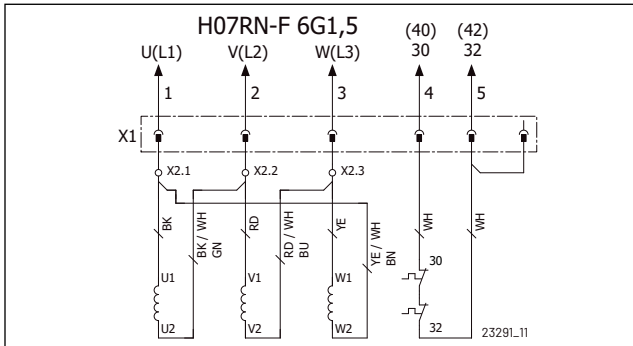 H07RN-F 6G1,5
(40) (42)
U(L1) V(L2) W(L3) 30 32
1 2 3 4 5
X1
X2.1 X2.2 X2.3
BK
BK / WH
GN
RD
RD / WH
BU
YE
YE / WH
BN
WH
WH
U1 V1 W1 30
U2 V2 W2 32
23291_11